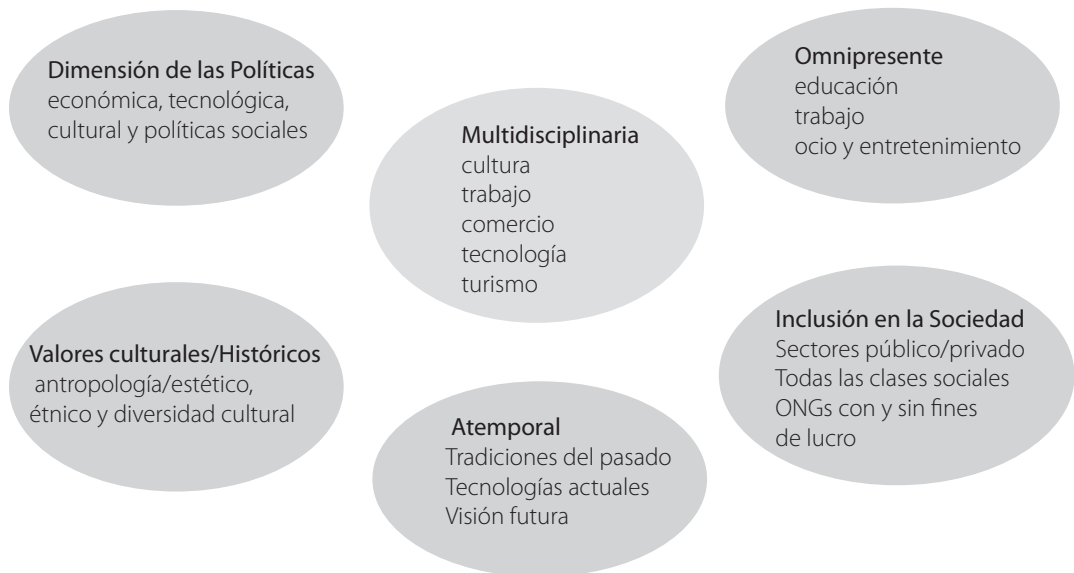 Dimensión de las Políticas
económica, tecnológica,
cultural y políticas sociales
Multidisciplinaria
cultura
trabajo
comercio
tecnología
turismo
Omnipresente
educación
trabajo
ocio y entretenimiento
Valores culturales/Históricos
antropología/estético,
étnico y diversidad cultural
Atemporal
Tradiciones del pasado
Tecnologías actuales
Visión futura
Inclusión en la Sociedad
Sectores público/privado
Todas las clases sociales
ONGs con y sin fines
de lucro